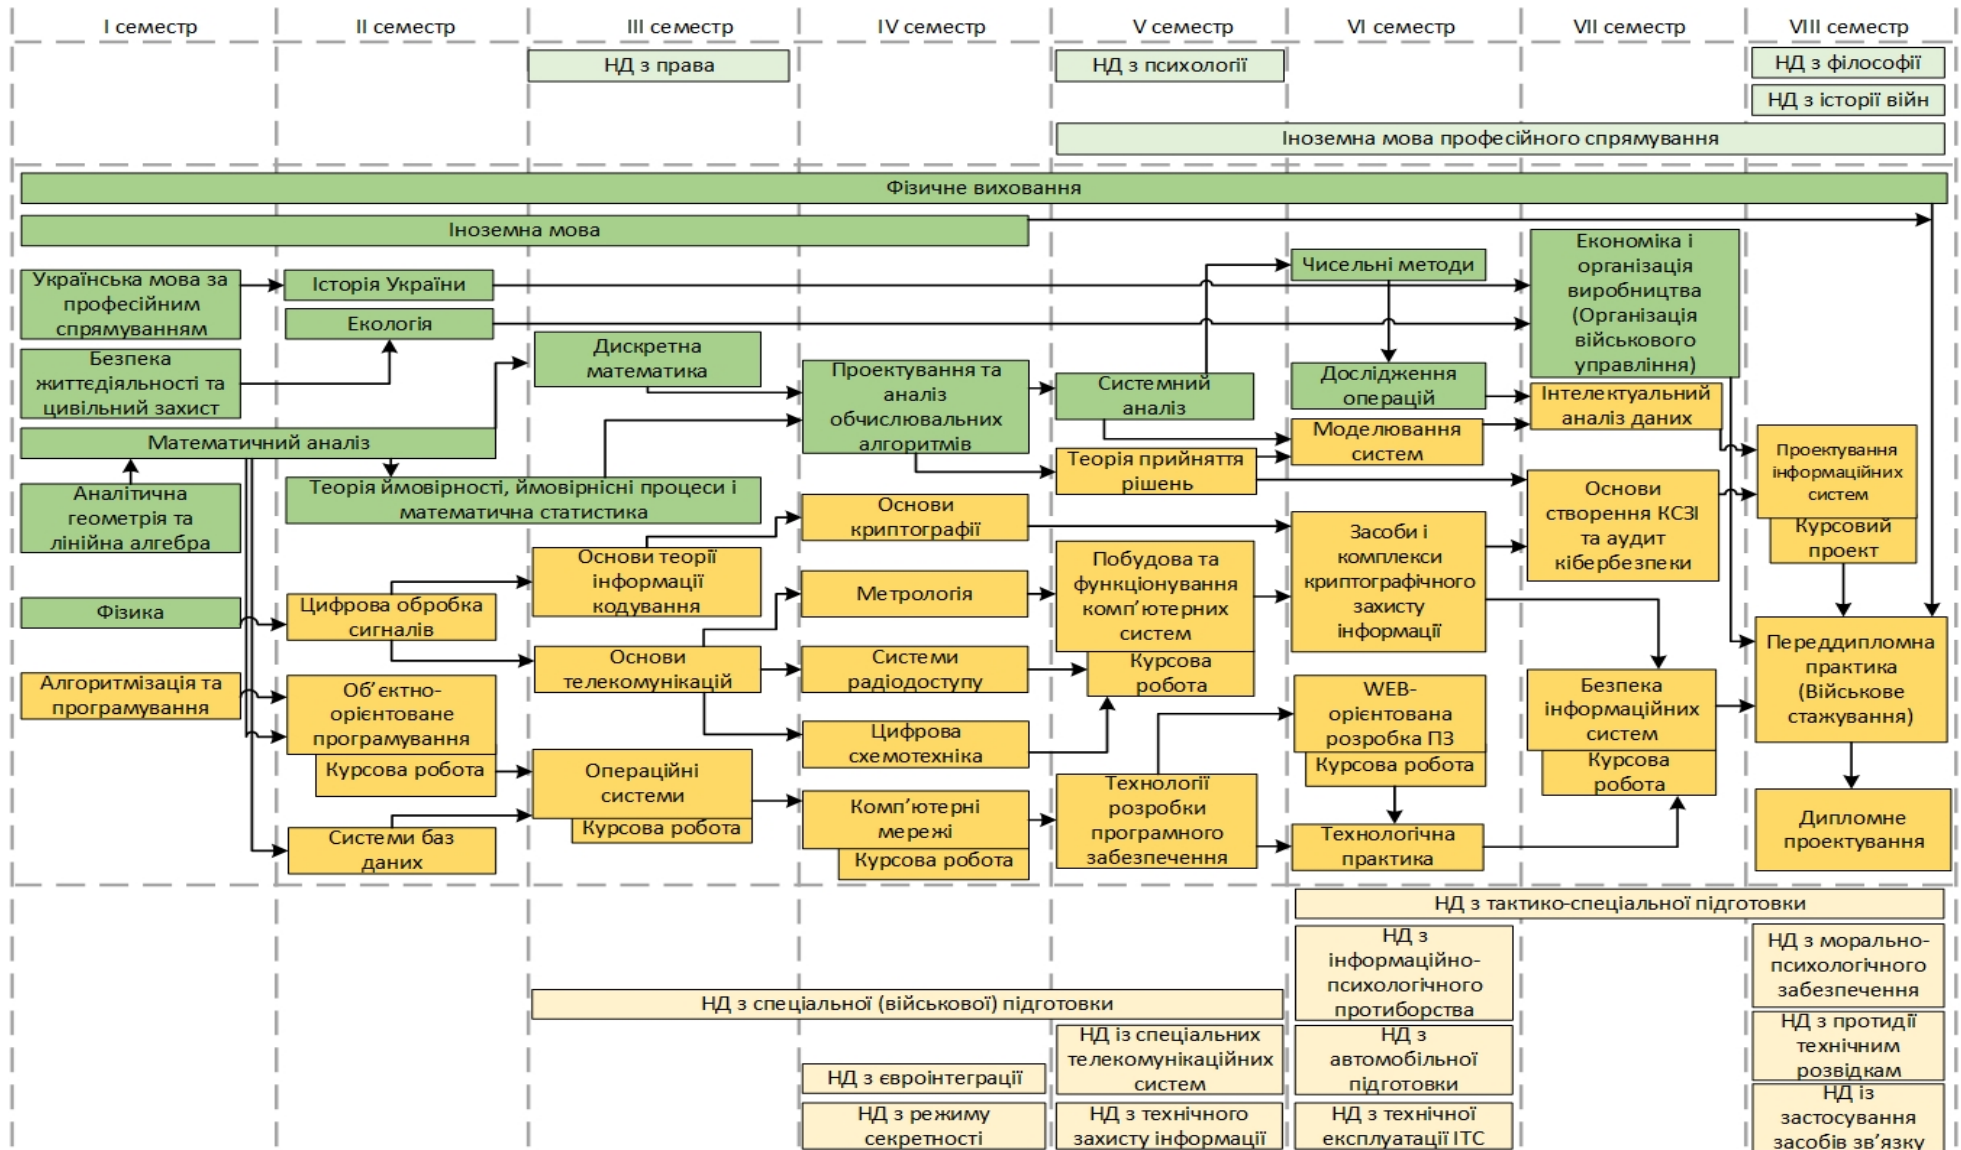 I семестр
II семестр
III семестр
IV семестр
V семестр
VI семестр
VII семестр
VIII семестр
НД з права
НД з психології
НД з філософії
НД з історії війн
Іноземна мова професійного спрямування
Фізичне виховання
Іноземна мова
Українська мова за
професійним
спрямуванням
Безпека
життєдіяльності та
цивільний захист
Математичний аналіз
Аналітична
геометрія та
лінійна алгебра
Фізика
Алгоритмізація та
програмування
Історія України
Екологія
Теорія ймовірності, ймовірнісні процеси і
математична статистика
Цифрова обробка
сигналів
Об’єктно-
орієнтоване
програмування
Курсова робота
Системи баз
даних
Дискретна
математика
Основи теорії
інформації
кодування
Основи
телекомунікацій
Операційні
системи
Курсова робота
Проектування та
аналіз
обчислювальних
алгоритмів
Основи
криптографії
Метрологія
Системи
радіодоступу
Цифрова
схемотехніка
Комп’ютерні
мережі
Курсова робота
Системний
аналіз
Теорія прийняття
рішень
Побудова та
функціонування
комп’ютерних
систем
Курсова
робота
Технології
розробки
програмного
забезпечення
Чисельні методи
Дослідження
операцій
Моделювання
систем
Засоби і
комплекси
криптографічного
захисту
інформації
WEB-
орієнтована
розробка ПЗ
Курсова робота
Технологічна
практика
Економіка і
організація
виробництва
(Організація
військового
управління)
Інтелектуальний
аналіз даних
Основи
створення КСЗІ
та аудит
кібербезпеки
Безпека
інформаційних
систем
Курсова
робота
Проектування
інформаційних
систем
Курсовий
проект
Переддипломна
практика
(Військове
стажування)
Дипломне
проектування
НД з тактико-спеціальної підготовки
НД з спеціальної (військової) підготовки
НД з євроінтеграції
НД з режиму
секретності
НД із спеціальних
телекомунікаційних
систем
НД з технічного
захисту інформації
НД з
інформаційно-
психологічного
протиборства
НД з
автомобільної
підготовки
НД з технічної
експлуатації ІТС
НД з морально-
психологічного
забезпечення
НД з протидії
технічним
розвідкам
НД із
застосування
засобів зв’язку